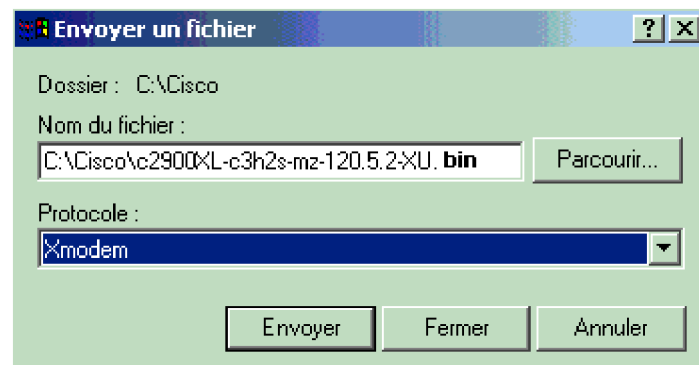 Envoyer un fichier
Dossier : C:\Cisco
Nom du fichier :
C:\Cisco\c2900XL-c3h2s-mz-120.5.2-XU. bin Parcourir...
Protocole :
Xmodem
Envoyer Fermer Annuler